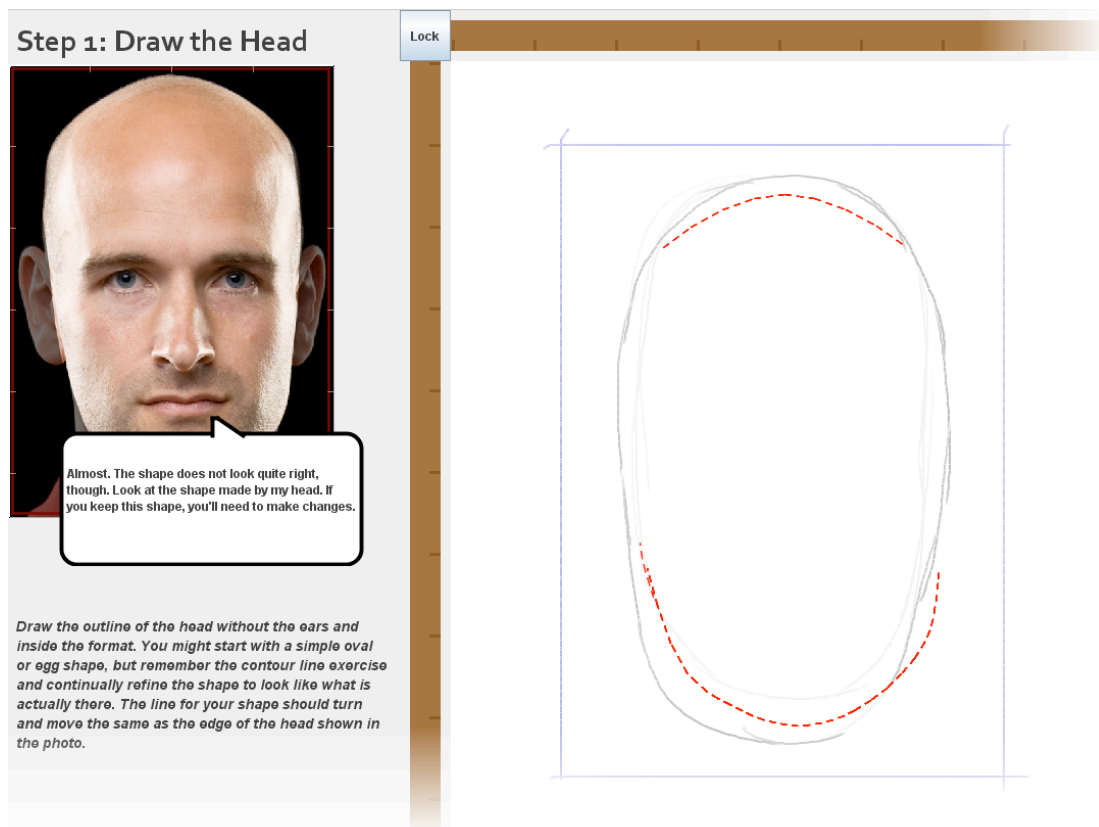 Step 1: Draw the Head
Lock
Almost. The shape does not look quite right,
though. Look at the shape made by my head. If
you keep this shape, you'll need to make changes.
Draw the outline of the head without the ears and
inside the format. You might start with a simple oval
or egg shape, but remember the contour line exercise
and continually refine the shape to look like what is
actually there. The line for your shape should turn
and move the same as the edge of the head shown in
the photo.